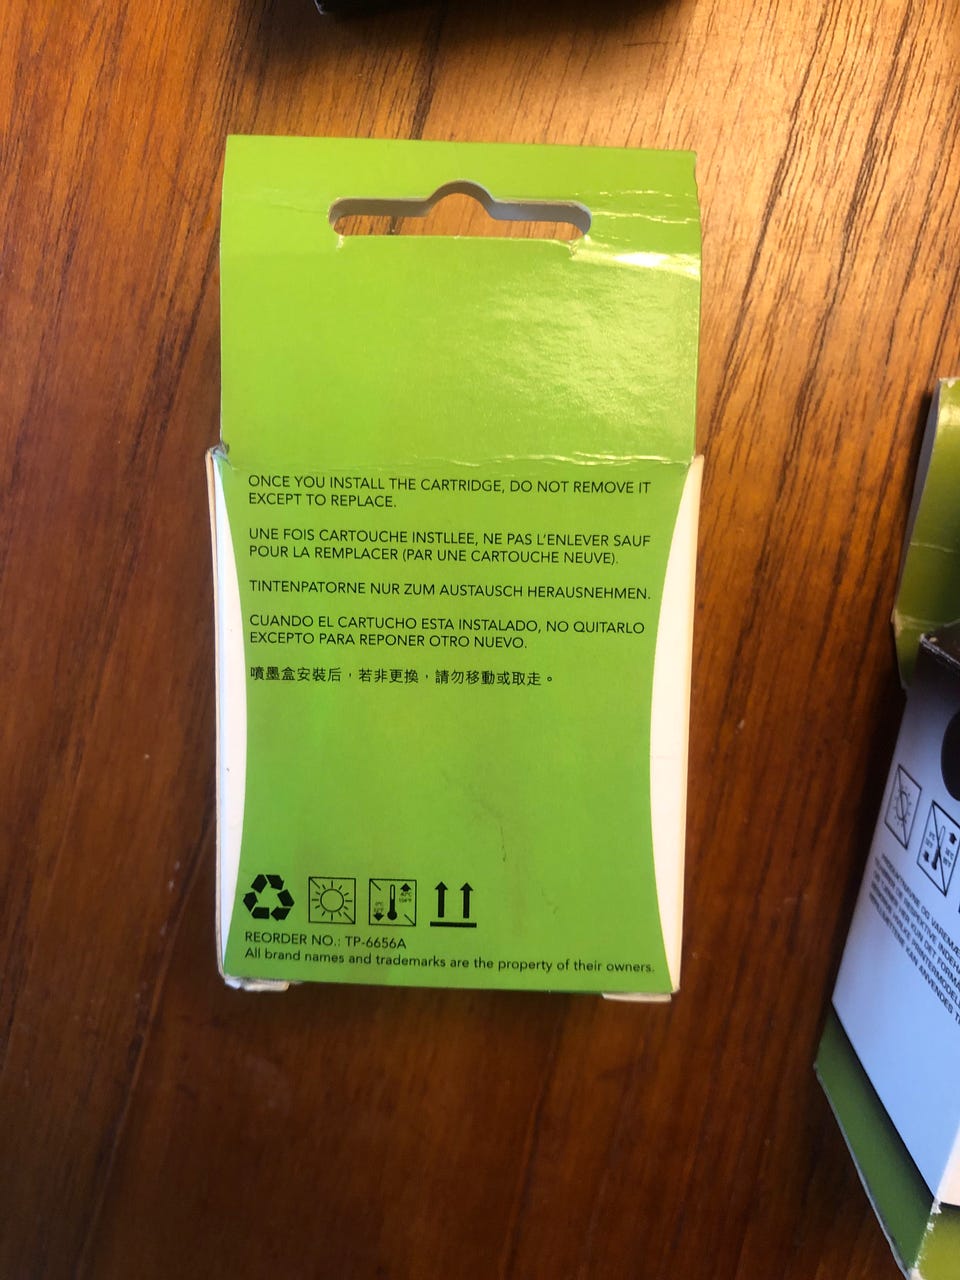 ONCE YOU INSTALL THE CARTRIDGE, DO NOT REMOVE IT
EXCEPT TO REPLACE.
UNE FOIS CARTOUCHE INSTLLEE, NE PAS L'ENLEVER SAUF
POUR LA REMPLACER (PAR UNE CARTOUCHE NEUVE).
TINTENPATORNE NUR ZUM AUSTAUSCH HERAUSNEHMEN.
CUANDO EL CARTUCHO ESTA INSTALADO, NO QUITARLO
EXCEPTO PARA REPONER OTRO NUEVO.
噴墨盒安裝后，若非更換，請勿移動或取走。
REORDER NO.: TP-6656A
All brand names and trademarks are the property of their owners.